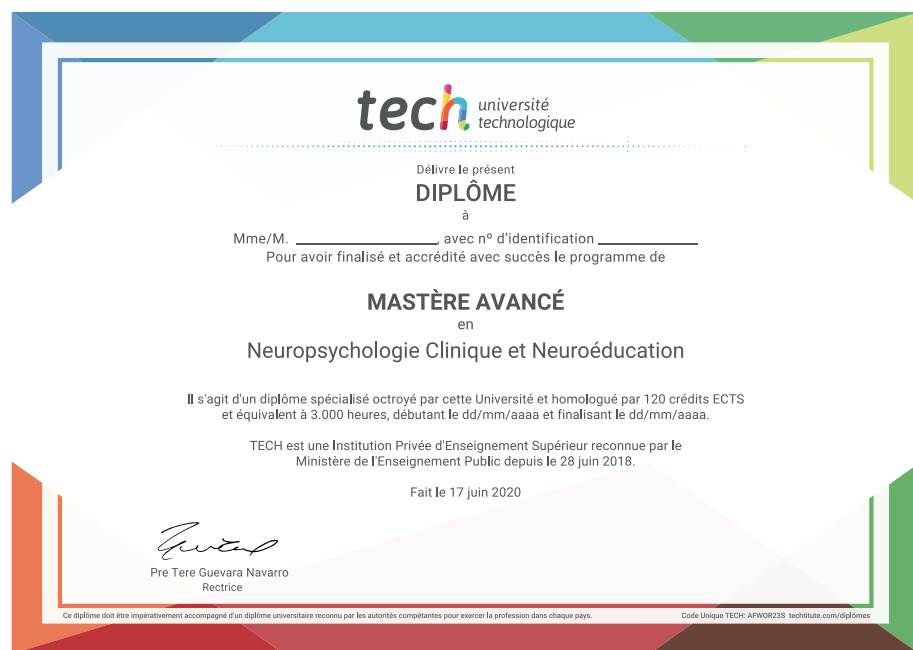 tech université
technologique
Délivre le présent
DIPLÔME
à
Mme/M. ____________________, avec nº d'identification ______________
Pour avoir finalisé et accrédité avec succès le programme de
MASTÈRE AVANCÉ
en
Neuropsychologie Clinique et Neuroéducation
Il s'agit d'un diplôme spécialisé octroyé par cette Université et homologué par 120 crédits ECTS
et équivalent à 3.000 heures, débutant le dd/mm/aaaa et finalisant le dd/mm/aaaa.
TECH est une Institution Privée d'Enseignement Supérieur reconnue par le
Ministère de l'Enseignement Public depuis le 28 juin 2018.
Fait le 17 juin 2020
Pre Tere Guevara Navarro
Rectrice
Ce diplôme doit être impérativement accompagné d'un diplôme universitaire reconnu par les autorités compétantes pour exercer la profession dans chaque pays.
Code Unique TECH: AFWOR23S techtitute.com/diplômes